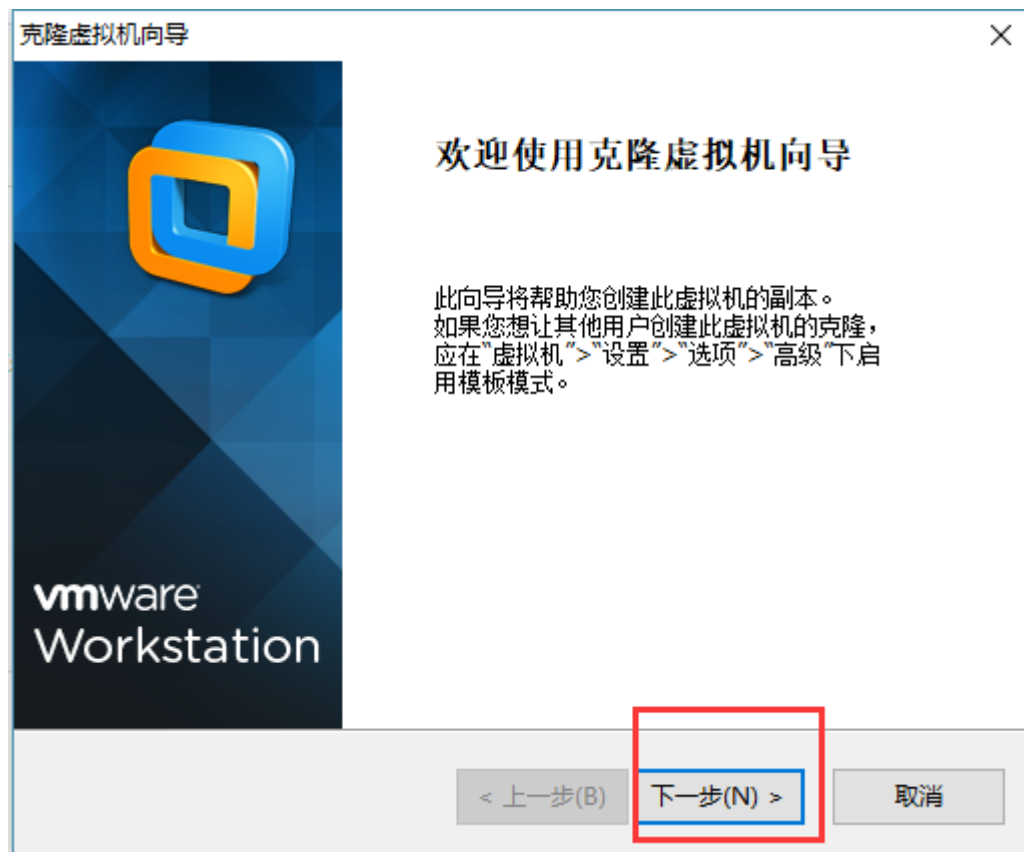 克隆虚拟机向导
欢迎使用克隆虚拟机向导
此向导将帮助您创建此虚拟机的副本。
如果您想让其他用户创建此虚拟机的克隆，
应在"虚拟机">"设置">"选项">"高级"下启
用模板模式。
vmware
Workstation
< 上一步(B)
下一步(N) >
取消